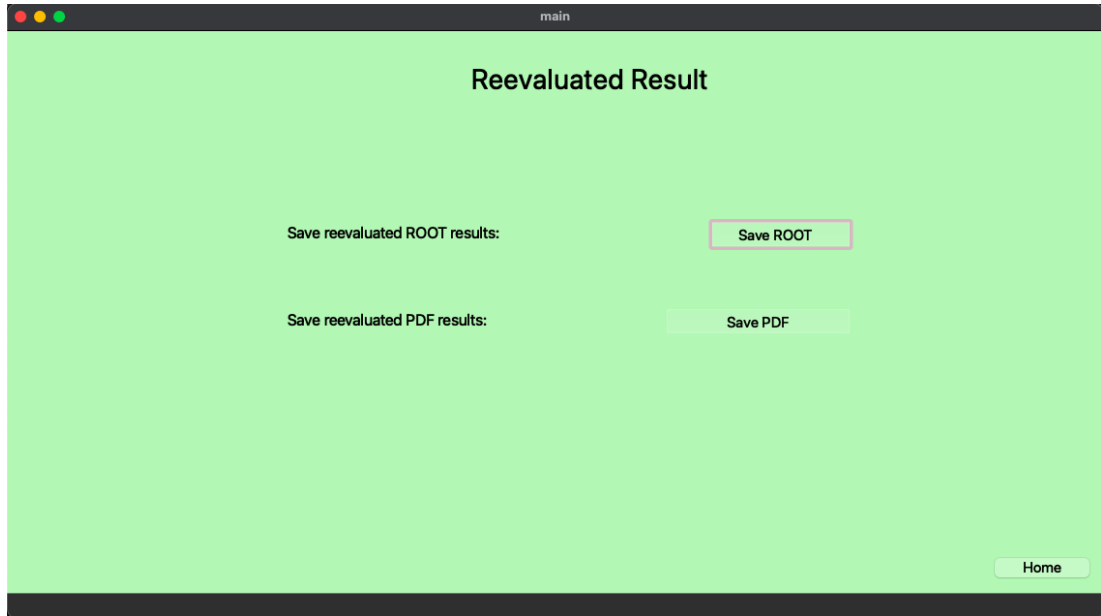 main
Reevaluated Result
Save reevaluated ROOT results:
Save ROOT
Save reevaluated PDF results:
Save PDF
Home